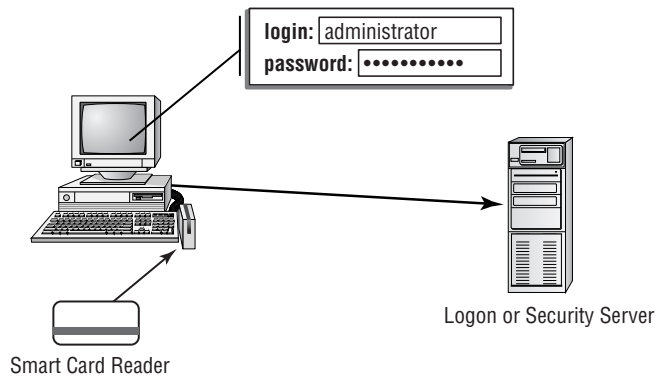 login: administrator
password: •••••••••••
Logon or Security Server
Smart Card Reader